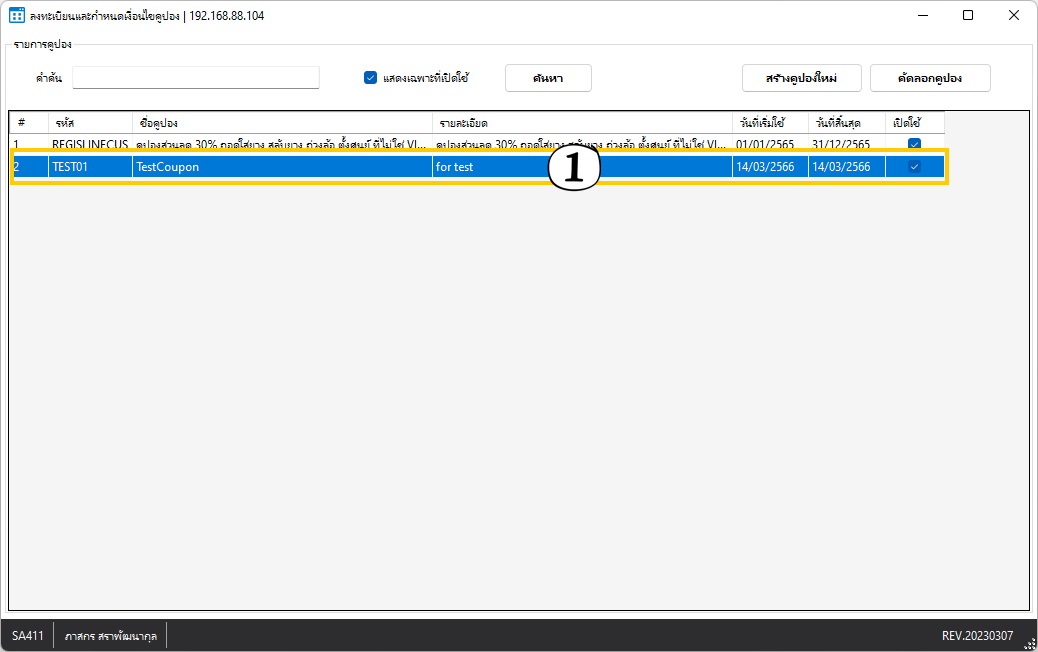 ลงทะเบียนและกำหนดเงื่อนไขคูปอง | 192.168.88.104
รายการคูปอง
คำค้น แสดงเฉพาะที่เปิดใช้ ค้นหา สร้างคูปองใหม่ คัดลอกคูปอง
# รหัส ชื่อคูปอง รายละเอียด วันที่เริ่มใช้ วันที่สิ้นสุด เปิดใช้
1 REGISLINECUS คูปองส่วนลด 30% ถอดใส่ยาง สลับยาง ถ่วงล้อ ตั้งศูนย์ ที่ไม่ใช่ VI... คูปองส่วนลด 30% ถอดใส่ยาง สลับยาง ถ่วงล้อ ตั้งศูนย์ ที่ไม่ใช่ VI... 01/01/2565 31/12/2565
2 TEST01 TestCoupon for test 14/03/2566 14/03/2566
1
SA411 ภาสกร สราพัฒนากุล REV.20230307